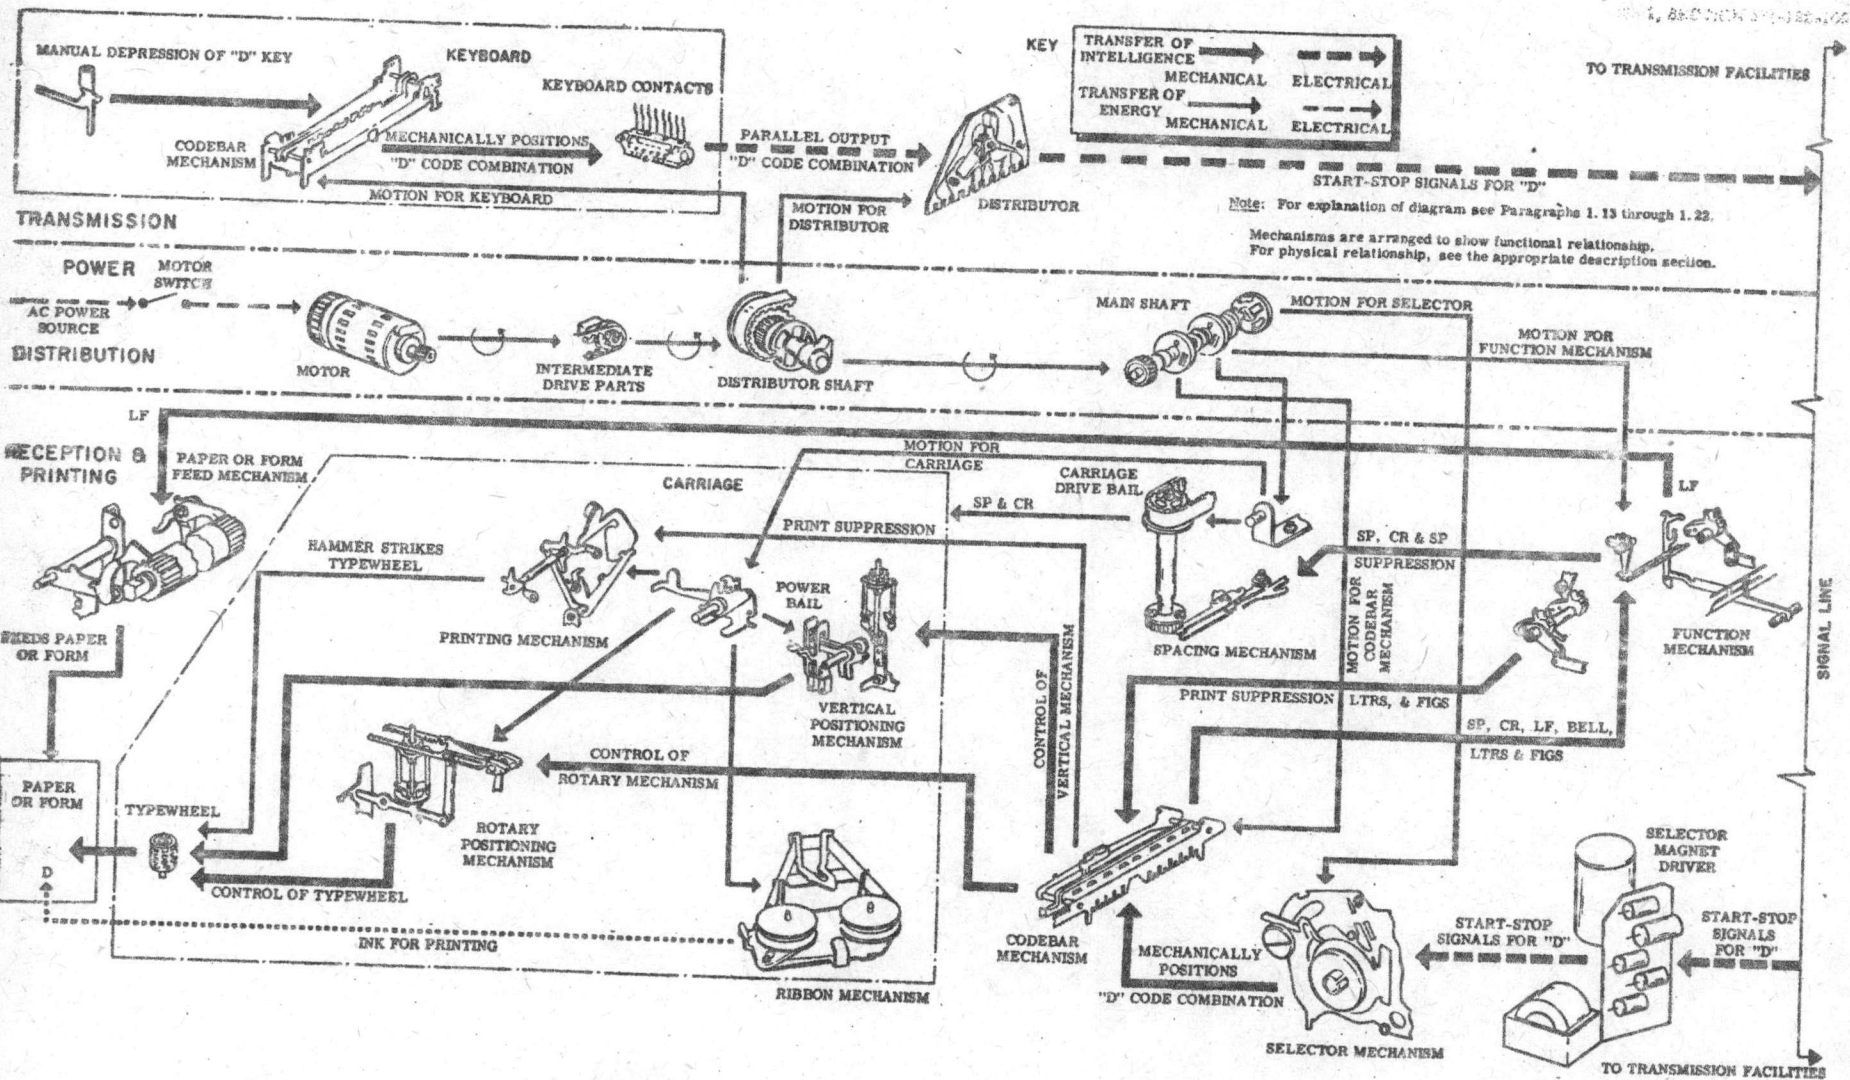 MANUAL DEPRESSION OF "D" KEY
KEYBOARD
KEYBOARD CONTACTS
CODEBAR
MECHANISM
MECHANICALLY POSITIONS
"D" CODE COMBINATION
PARALLEL OUTPUT
"D" CODE COMBINATION
MOTION FOR KEYBOARD
MOTION FOR
DISTRIBUTOR
DISTRIBUTOR
KEY
TRANSFER OF
INTELLIGENCE
MECHANICAL
ELECTRICAL
TRANSFER OF
ENERGY
MECHANICAL
ELECTRICAL
TO TRANSMISSION FACILITIES
START-STOP SIGNALS FOR "D"
Note: For explanation of diagram see Paragraphs 1.13 through 1.22.
Mechanisms are arranged to show functional relationship.
For physical relationship, see the appropriate description section.
TRANSMISSION
POWER
MOTOR
SWITCH
AC POWER
SOURCE
DISTRIBUTION
MOTOR
INTERMEDIATE
DRIVE PARTS
DISTRIBUTOR SHAFT
MAIN SHAFT
MOTION FOR SELECTOR
MOTION FOR
FUNCTION MECHANISM
LF
RECEPTION &
PRINTING
PAPER OR FORM
FEED MECHANISM
MOTION FOR
CARRIAGE
CARRIAGE
CARRIAGE
DRIVE BAIL
SP & CR
LF
PRINT SUPPRESSION
HAMMER STRIKES
TYPEWHEEL
SP, CR & SP
SUPPRESSION
POWER
BAIL
PRINTING MECHANISM
SPACING MECHANISM
MOTION FOR
CODEBAR
MECHANISM
FUNCTION
MECHANISM
SIGNAL LINE
FEEDS PAPER
OR FORM
PRINT SUPPRESSION LTRS, & FIGS
VERTICAL
POSITIONING
MECHANISM
CONTROL OF
VERTICAL MECHANISM
SP, CR, LF, BELL,
LTRS & FIGS
CONTROL OF
ROTARY MECHANISM
PAPER
OR FORM
TYPEWHEEL
ROTARY
POSITIONING
MECHANISM
D
CONTROL OF TYPEWHEEL
INK FOR PRINTING
RIBBON MECHANISM
CODEBAR
MECHANISM
MECHANICALLY
POSITIONS
"D" CODE COMBINATION
SELECTOR MECHANISM
START-STOP
SIGNALS FOR "D"
SELECTOR
MAGNET
DRIVER
START-STOP
SIGNALS
FOR "D"
TO TRANSMISSION FACILITIES